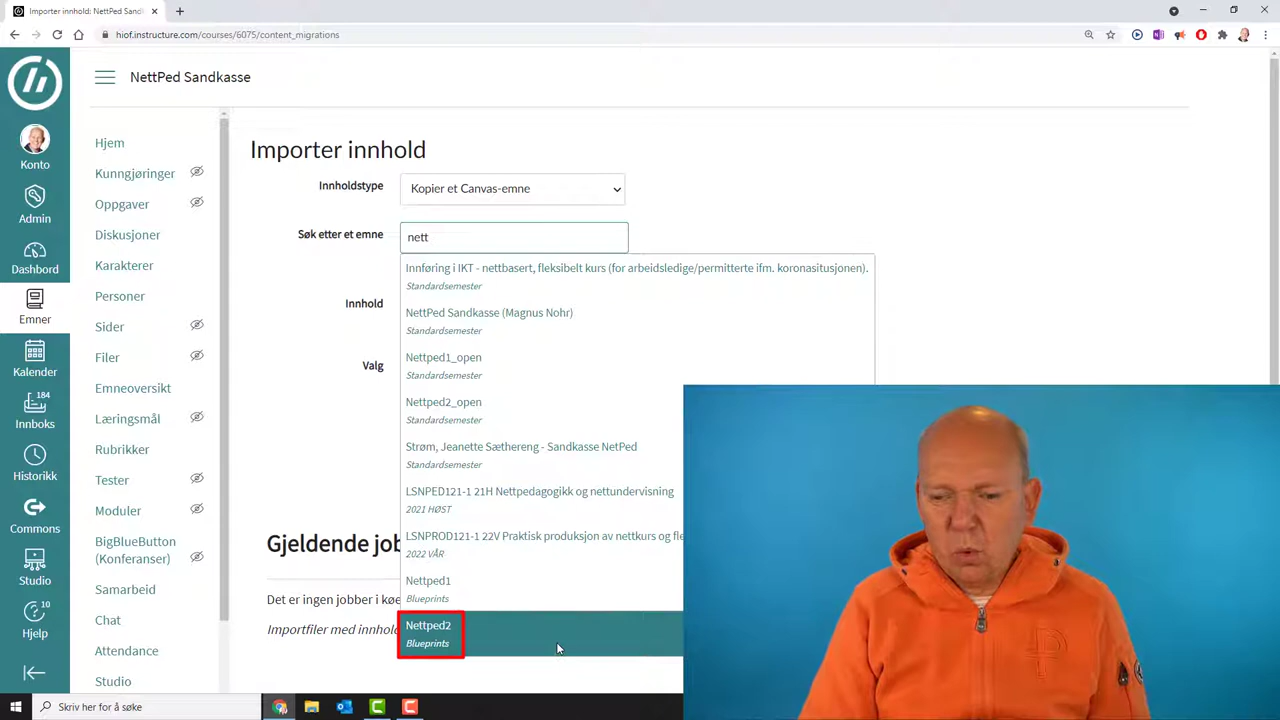 Importer innhold: NettPed Sand
hiof.instructure.com/courses/6075/content_migrations
NettPed Sandkasse
Konto
Admin
Dashbord
Emner
Kalender
184
Innboks
Historikk
Commons
Studio
10
Hjelp
Hjem
Kunngjøringer
Oppgaver
Diskusjoner
Karakterer
Personer
Sider
Filer
Emneoversikt
Læringsmål
Rubrikker
Tester
Moduler
BigBlueButton
(Konferanser)
Samarbeid
Chat
Attendance
Studio
Importer innhold
Innholdstype
Kopier et Canvas-emne
Søk etter et emne
nett
Innhold
Valg
Innføring i IKT - nettbasert, fleksibelt kurs (for arbeidsledige/permitterte ifm. koronasitusjonen).
Standardsemester
NettPed Sandkasse (Magnus Nohr)
Standardsemester
Nettped1_open
Standardsemester
Nettped2_open
Standardsemester
Strøm, Jeanette Sæthereng - Sandkasse NetPed
Standardsemester
LSNPED121-1 21H Nettpedagogikk og nettundervisning
2021 HØST
LSNPROD121-1 22V Praktisk produksjon av nettkurs og fle
2022 VÅR
Nettped1
Blueprints
Nettped2
Blueprints
Gjeldende job
Det er ingen jobber i køe
Importfiler med innhold
Skriv her for å søke